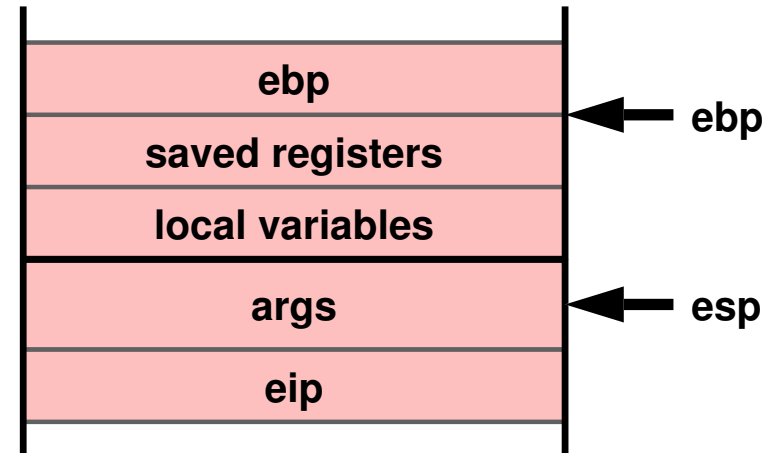 ebp
ebp
saved registers
local variables
args
esp
eip